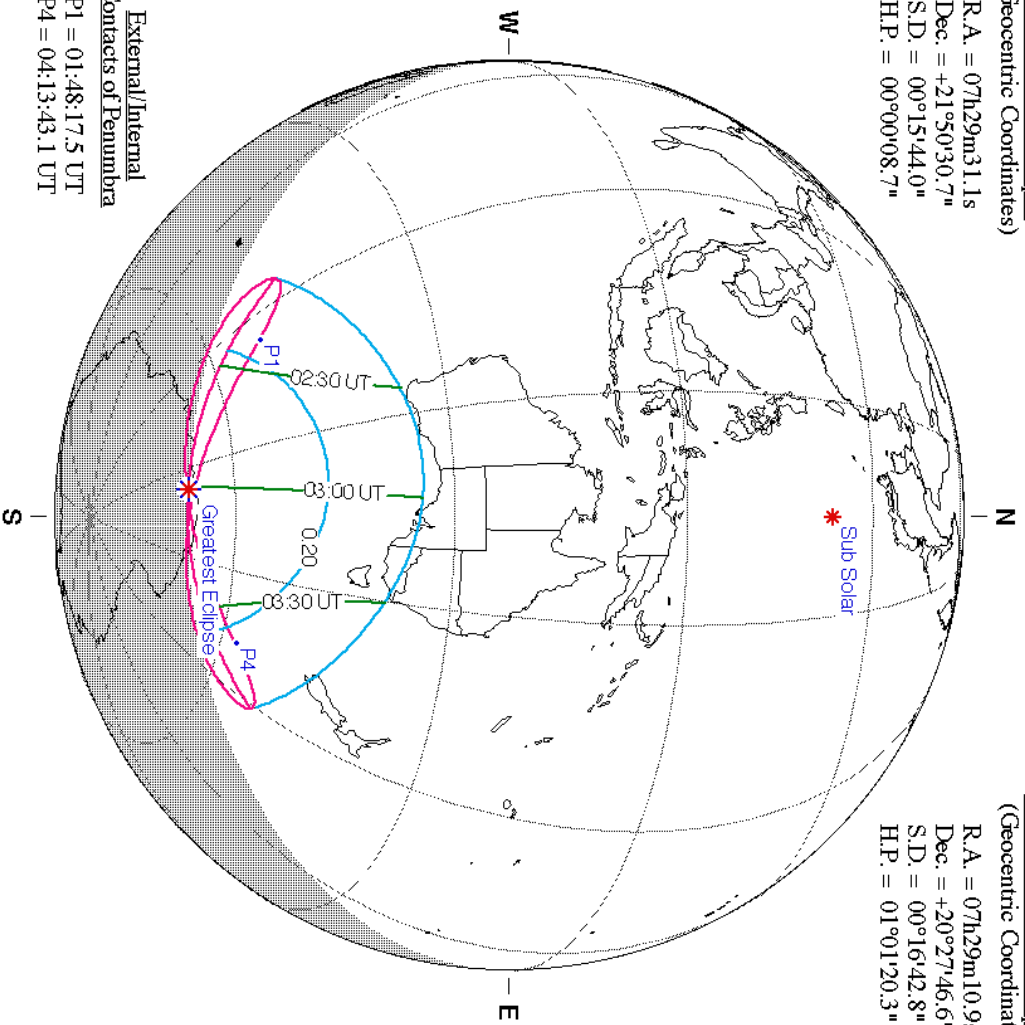 Geocentric Coordinates)
R.A. = 07h29m31.1s
Dec. = +21°50'30.7"
S.D. = 00°15'44.0"
H.P. = 00°00'08.7"
(Geocentric Coordinat
R.A. = 07h29m10.9
Dec. = +20°27'46.6
S.D. = 00°16'42.8"
H.P. = 01°01'20.3"
N
Sub Solar
W
E
02:30 UT
03:00 UT
03:30 UT
0.20
P1
P4
Greatest Eclipse
S
External/Internal
ontacts of Penumbra
P1 = 01:48:17.5 UT
P4 = 04:13:43.1 UT